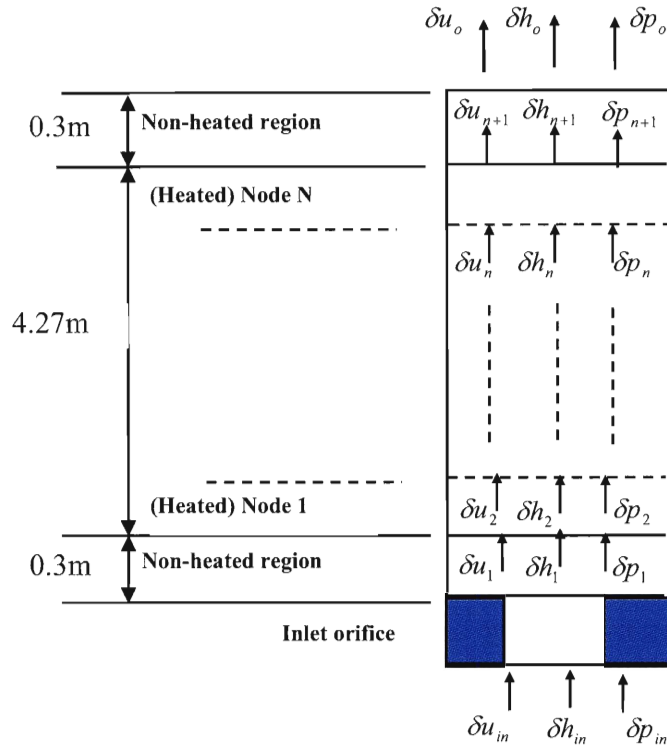 δu_o δh_o δp_o
0.3m Non-heated region δu_{n+1} δh_{n+1} δp_{n+1}
(Heated) Node N
δu_n δh_n δp_n
4.27m
(Heated) Node 1 δu_2 δh_2 δp_2
0.3m Non-heated region δu_1 δh_1 δp_1
Inlet orifice
δu_{in} δh_{in} δp_{in}